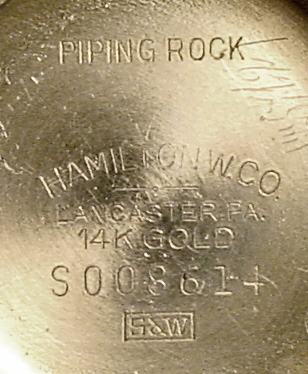 PIPING ROCK
HAMILTON W. CO.
LANCASTER. PA.
14K GOLD
S008614
S&W